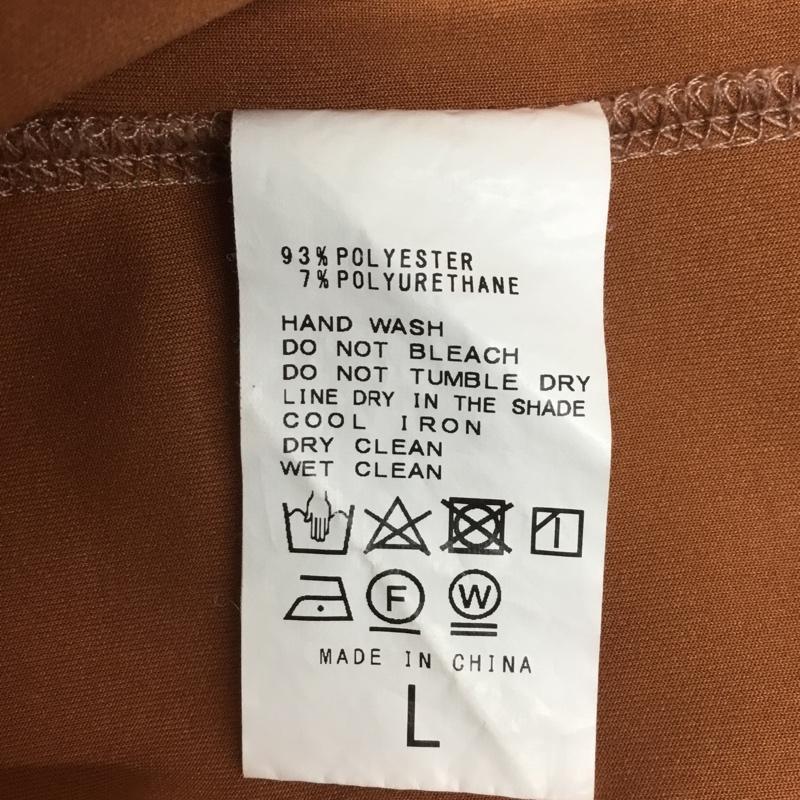 93% POLYESTER
7% POLYURETHANE
HAND WASH
DO NOT BLEACH
DO NOT TUMBLE DRY
LINE DRY IN THE SHADE
COOL IRON
DRY CLEAN
WET CLEAN
F W
MADE IN CHINA
L